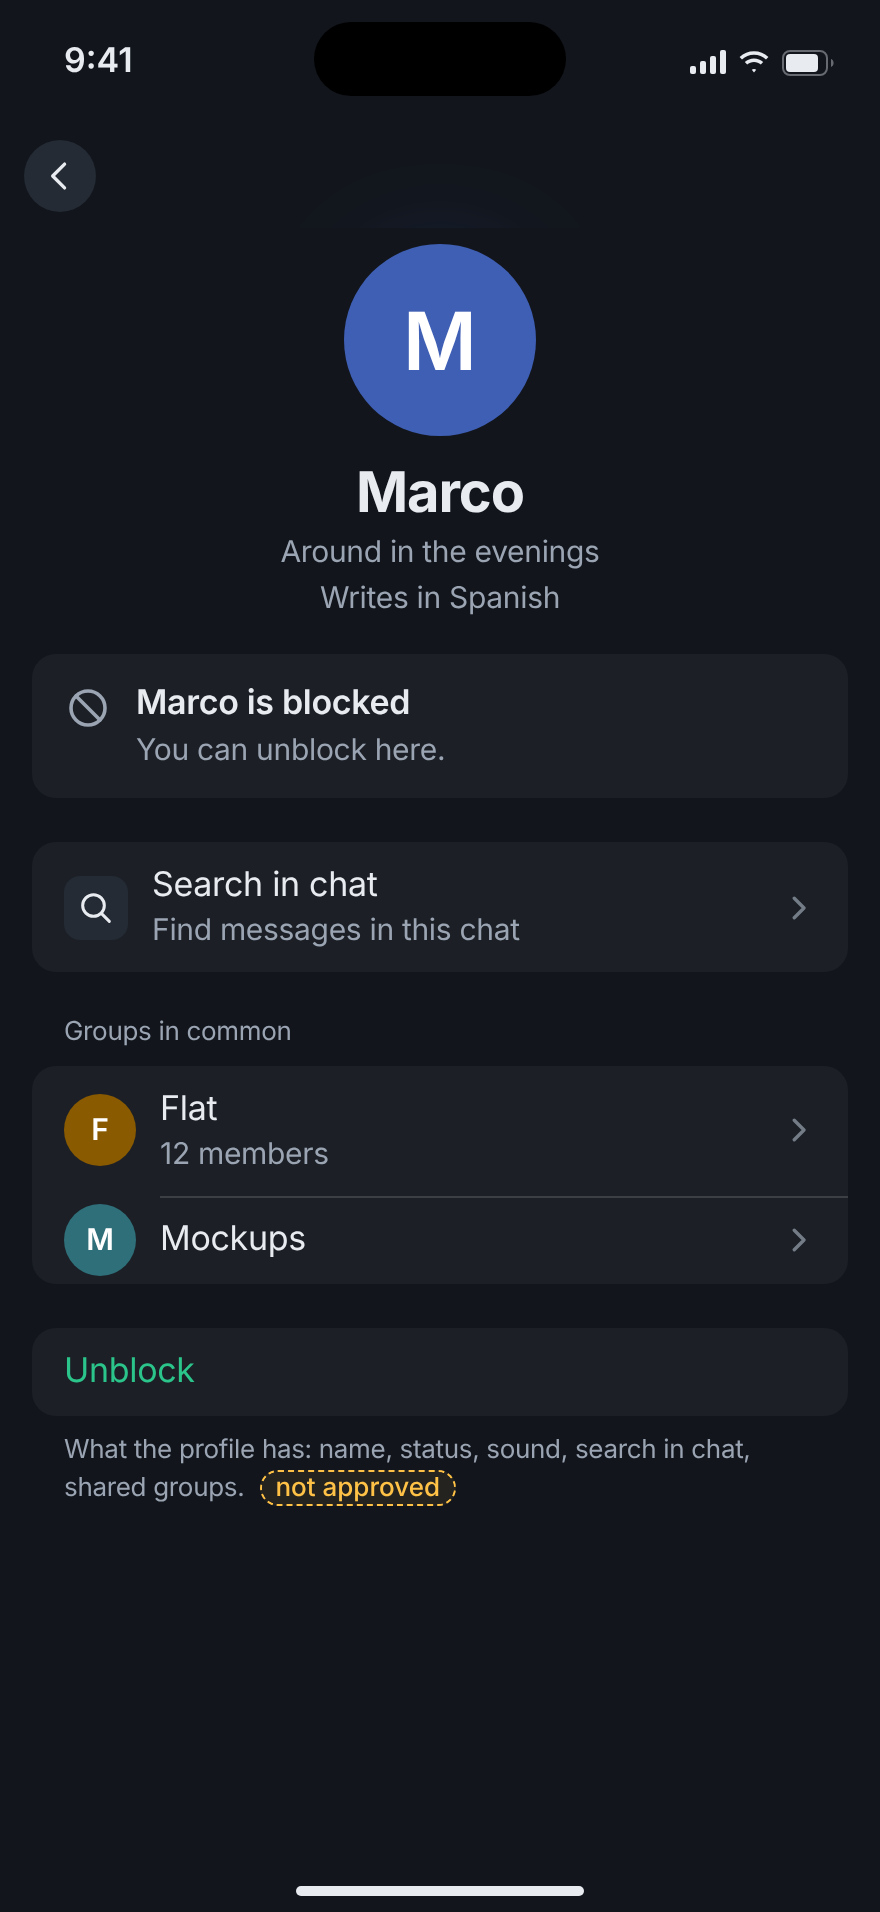 9:41
M
Marco
Around in the evenings
Writes in Spanish
Marco is blocked
You can unblock here.
Search in chat
Find messages in this chat
Groups in common
F
Flat
12 members
M
Mockups
Unblock
What the profile has: name, status, sound, search in chat,
shared groups. not approved